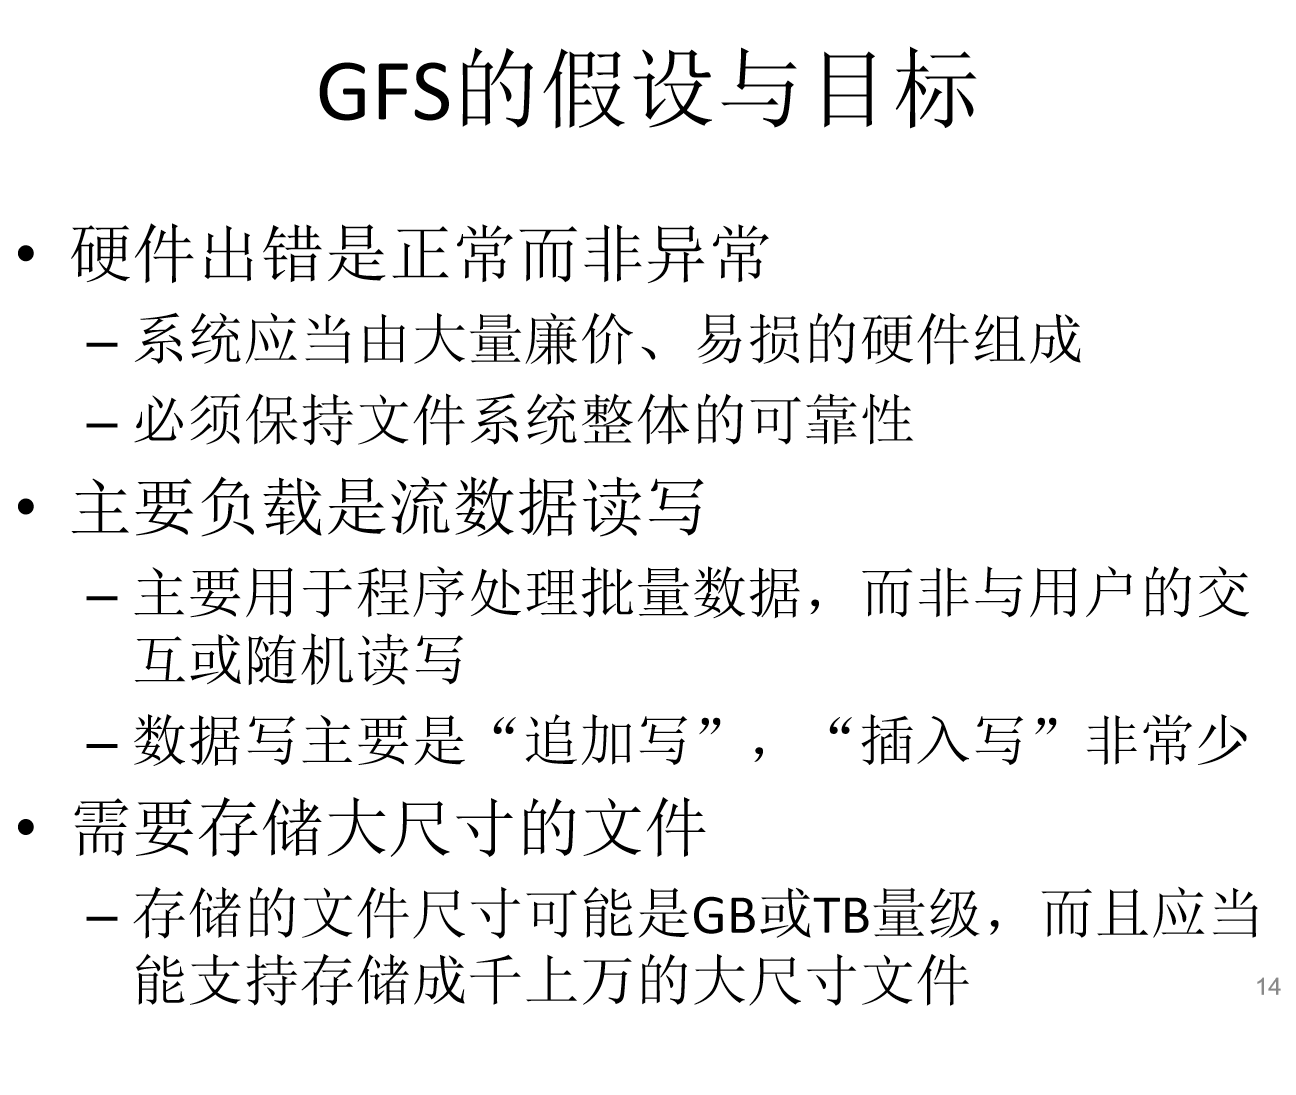 GFS的假设与目标
• 硬件出错是正常而非异常
– 系统应当由大量廉价、易损的硬件组成
– 必须保持文件系统整体的可靠性
• 主要负载是流数据读写
– 主要用于程序处理批量数据，而非与用户的交
互或随机读写
– 数据写主要是“追加写”，“插入写”非常少
• 需要存储大尺寸的文件
– 存储的文件尺寸可能是GB或TB量级，而且应当
能支持存储成千上万的大尺寸文件
14